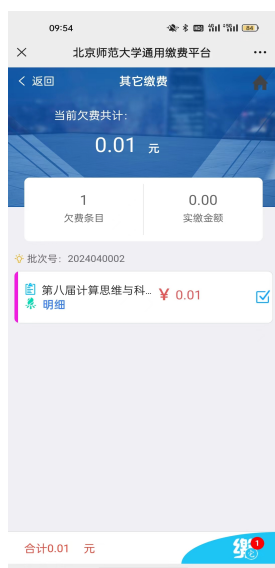 09:54
84
× 北京师范大学通用缴费平台 ···
< 返回 其它缴费
当前欠费共计:
0.01 元
1 0.00
欠费条目 实缴金额
批次号: 2024040002
第八届计算思维与科... ¥ 0.01
明细
合计0.01 元
缴
1